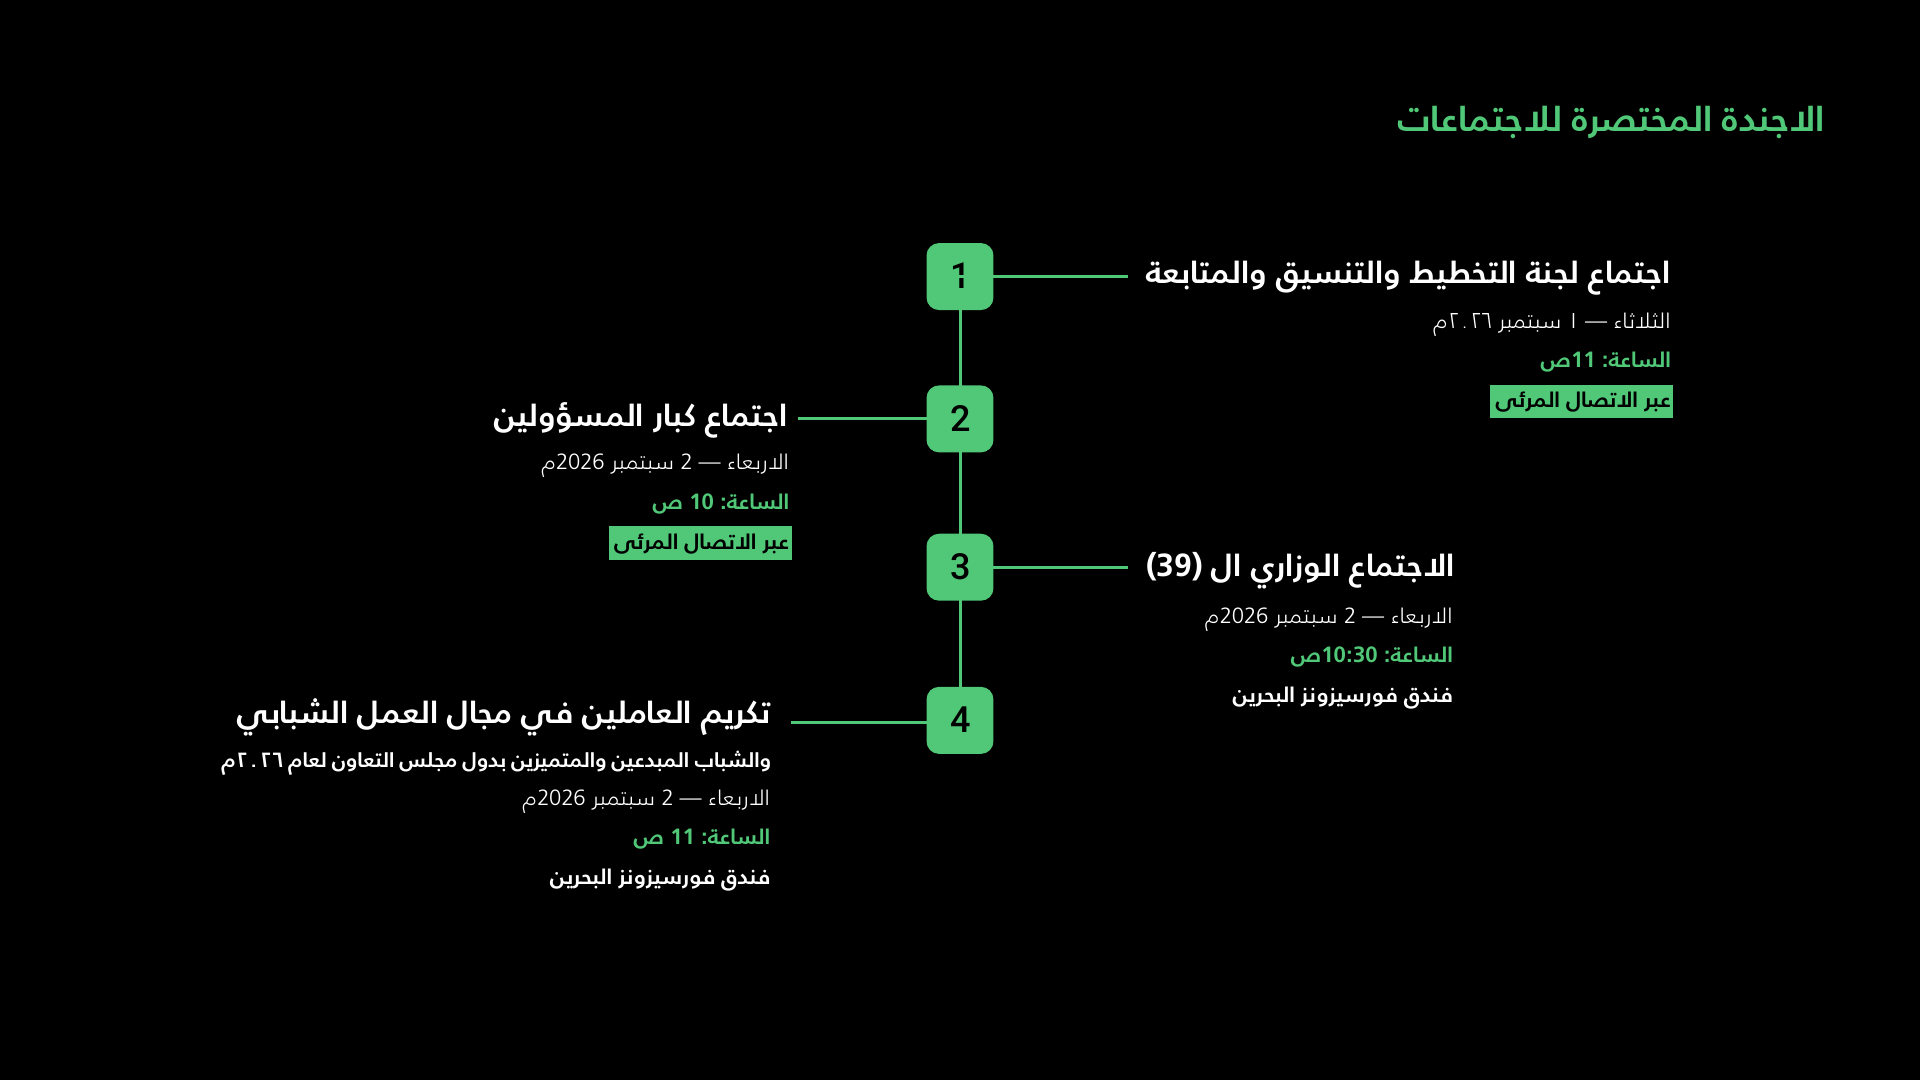 الاجندة المختصرة للاجتماعات
1
اجتماع لجنة التخطيط والتنسيق والمتابعة
الثلاثاء — ١ سبتمبر ٢٠٢٦م
الساعة: 11ص
عبر الاتصال المرئى
2
اجتماع كبار المسؤولين
الاربعاء — 2 سبتمبر 2026م
الساعة: 10 ص
عبر الاتصال المرئى
3
الاجتماع الوزاري ال (39)
الاربعاء — 2 سبتمبر 2026م
الساعة: 10:30ص
فندق فورسيزونز البحرين
4
تكريم العاملين في مجال العمل الشبابي
والشباب المبدعين والمتميزين بدول مجلس التعاون لعام ٢٠٢٦م
الاربعاء — 2 سبتمبر 2026م
الساعة: 11 ص
فندق فورسيزونز البحرين